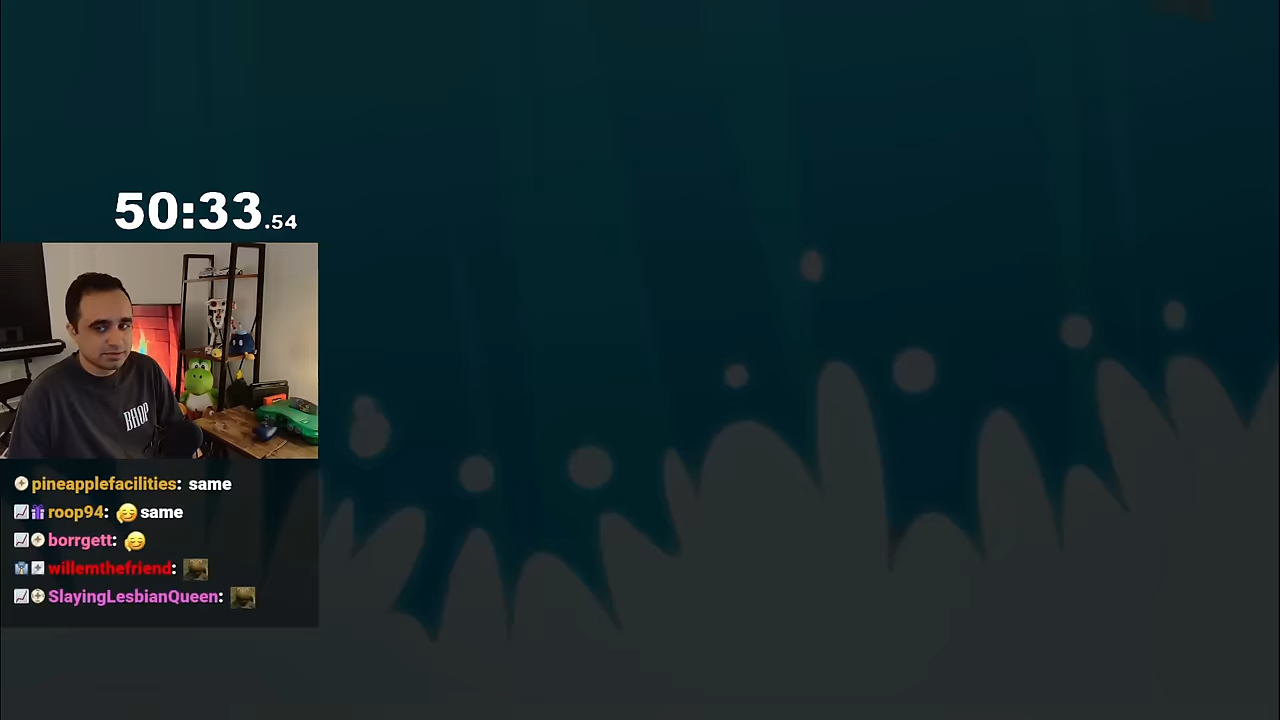 50:33.54
BHOP
pineapplefacilities: same
roop94: same
borrgett:
willemthefriend:
SlayingLesbianQueen: